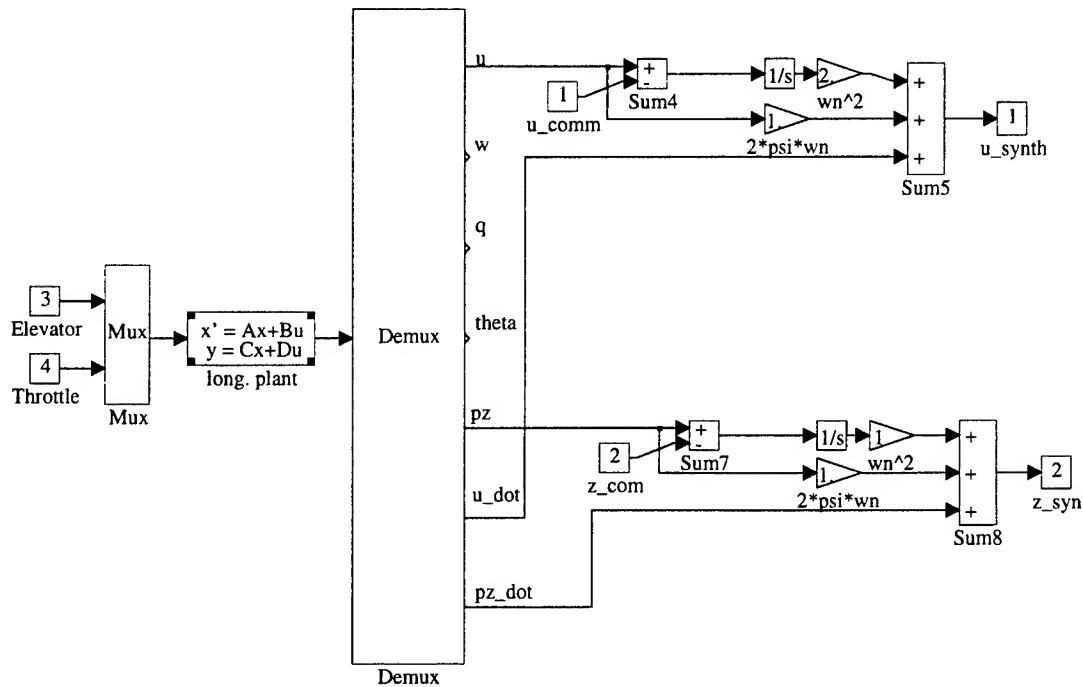 u
+
-
Sum4
1
u_comm
1/s
2.
wn^2
1.
2*psi*wn
+
+
+
Sum5
1
u_synth
w
q
3
Elevator
4
Throttle
Mux
Mux
x' = Ax+Bu
y = Cx+Du
long. plant
Demux
Demux
theta
pz
+
-
Sum7
2
z_com
1/s
1
wn^2
1.
2*psi*wn
+
+
+
Sum8
2
z_syn
u_dot
pz_dot